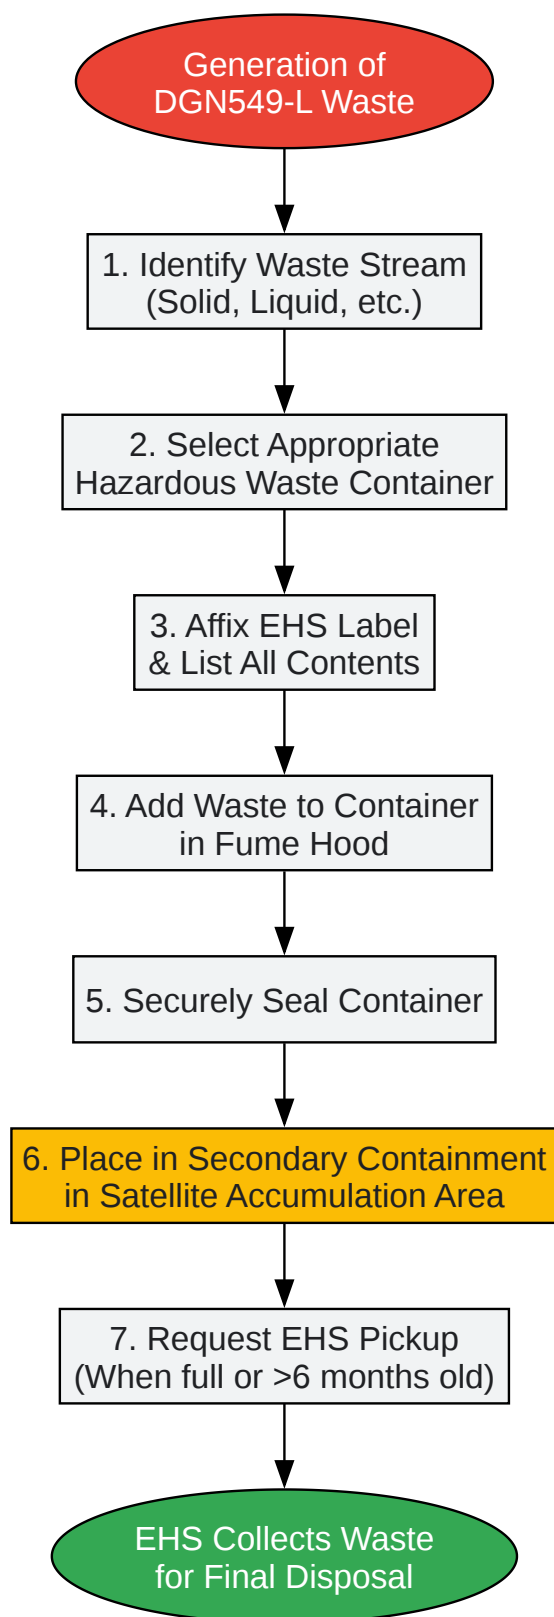 Generation of
DGN549-L Waste
1. Identify Waste Stream
(Solid, Liquid, etc.)
2. Select Appropriate
Hazardous Waste Container
3. Affix EHS Label
& List All Contents
4. Add Waste to Container
in Fume Hood
5. Securely Seal Container
6. Place in Secondary Containment
in Satellite Accumulation Area
7. Request EHS Pickup
(When full or >6 months old)
EHS Collects Waste
for Final Disposal